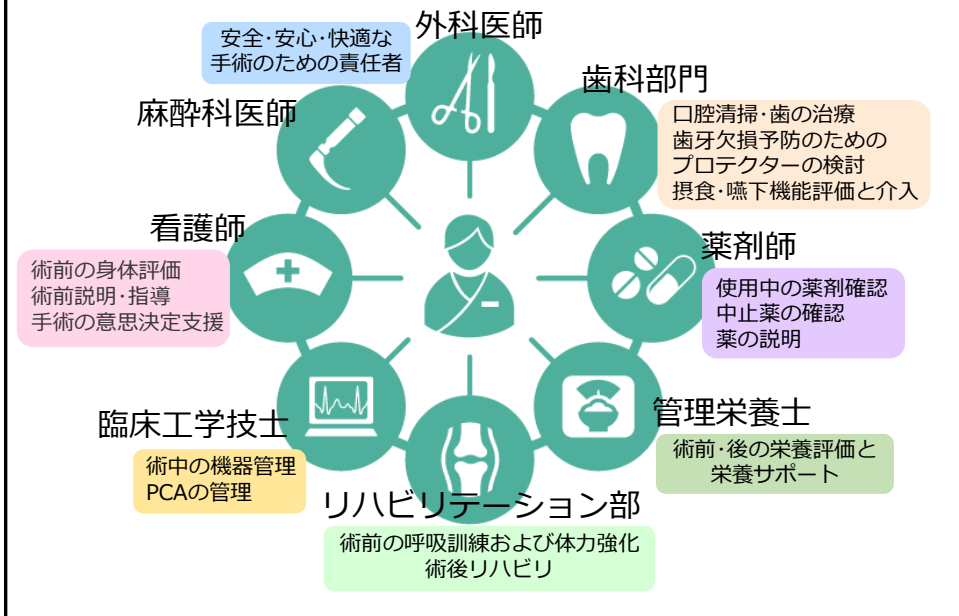 外科医師
安全・安心・快適な
手術のための責任者
麻酔科医師
歯科部門
口腔清掃・歯の治療
歯牙欠損予防のための
プロテクターの検討
摂食・嚥下機能評価と介入
看護師
術前の身体評価
術前説明・指導
手術の意思決定支援
薬剤師
使用中の薬剤確認
中止薬の確認
薬の説明
臨床工学技士
術中の機器管理
PCAの管理
管理栄養士
術前・後の栄養評価と
栄養サポート
リハビリテーション部
術前の呼吸訓練および体力強化
術後リハビリ